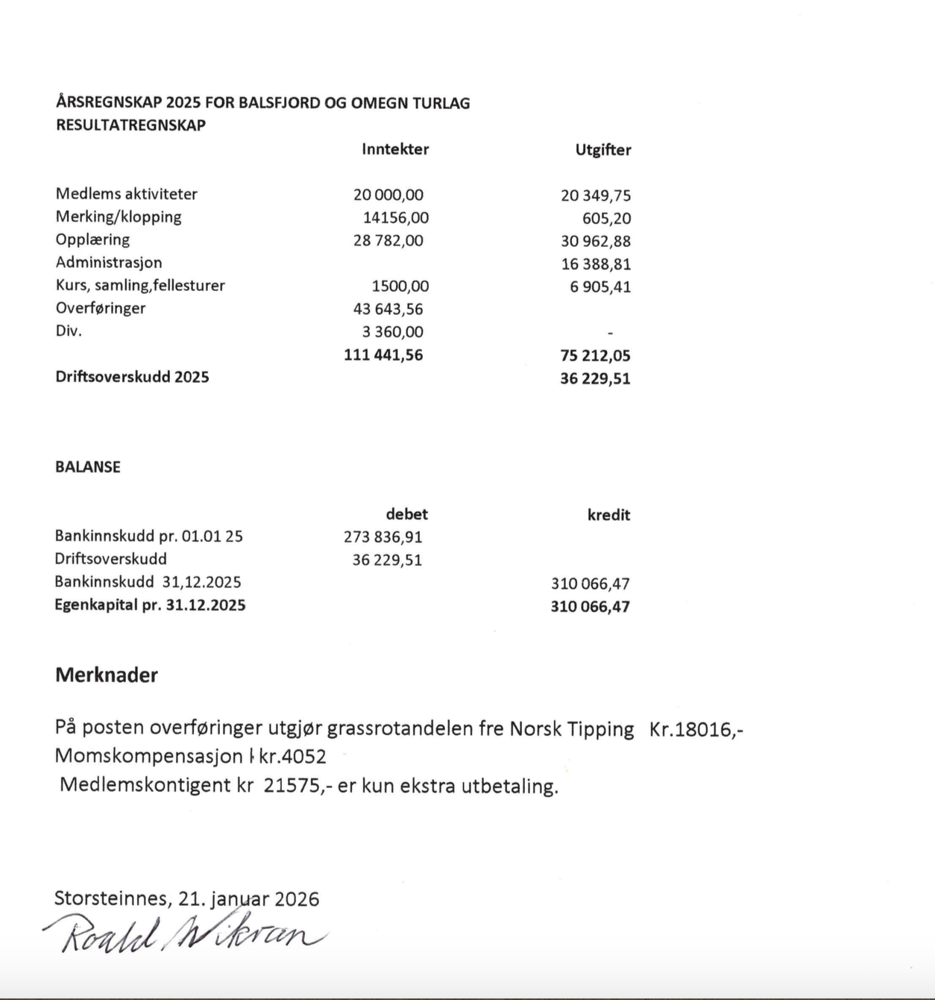 ÅRSREGNSKAP 2025 FOR BALSFJORD OG OMEGN TURLAG
RESULTATREGNSKAP
Inntekter Utgifter
Medlems aktiviteter 20 000,00 20 349,75
Merking/klopping 14156,00 605,20
Opplæring 28 782,00 30 962,88
Administrasjon 16 388,81
Kurs, samling,fellesturer 1500,00 6 905,41
Overføringer 43 643,56
Div. 3 360,00 -
111 441,56 75 212,05
Driftsoverskudd 2025 36 229,51
BALANSE
debet kredit
Bankinnskudd pr. 01.01 25 273 836,91
Driftsoverskudd 36 229,51
Bankinnskudd 31,12.2025 310 066,47
Egenkapital pr. 31.12.2025 310 066,47
Merknader
På posten overføringer utgjør grassrotandelen fre Norsk Tipping Kr.18016,-
Momskompensasjon kr.4052
Medlemskontigent kr 21575,- er kun ekstra utbetaling.
Storsteinnes, 21. januar 2026
Roald Wikran